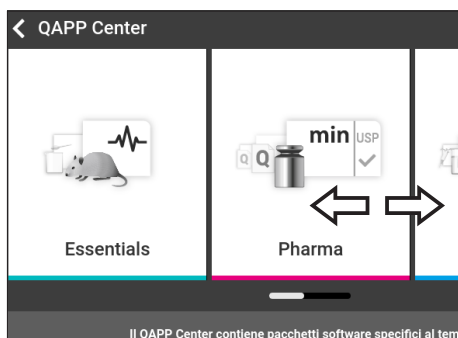 QAPP Center
min USP
Q Q
Essentials
Pharma
Il QAPP Center contiene pacchetti software specifici al tem